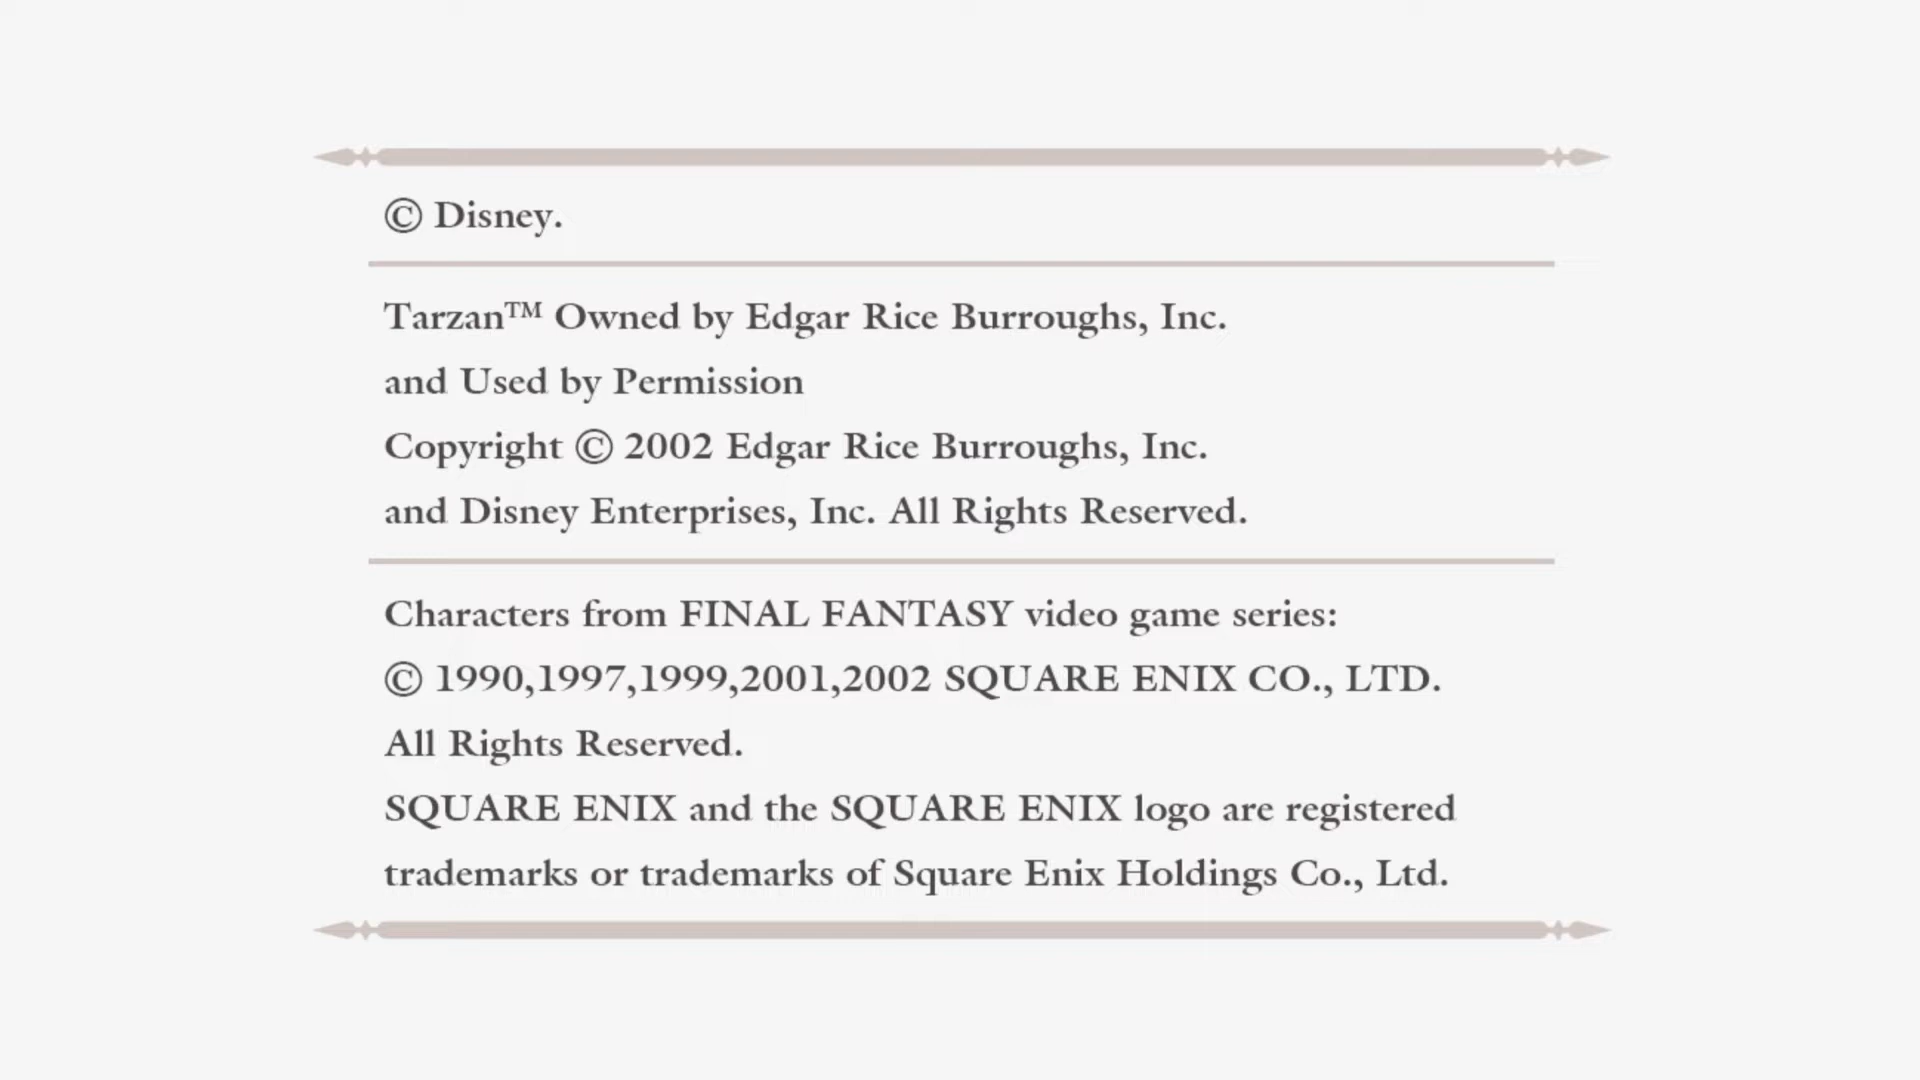 © Disney.
Tarzan™ Owned by Edgar Rice Burroughs, Inc.
and Used by Permission
Copyright © 2002 Edgar Rice Burroughs, Inc.
and Disney Enterprises, Inc. All Rights Reserved.
Characters from FINAL FANTASY video game series:
© 1990,1997,1999,2001,2002 SQUARE ENIX CO., LTD.
All Rights Reserved.
SQUARE ENIX and the SQUARE ENIX logo are registered
trademarks or trademarks of Square Enix Holdings Co., Ltd.